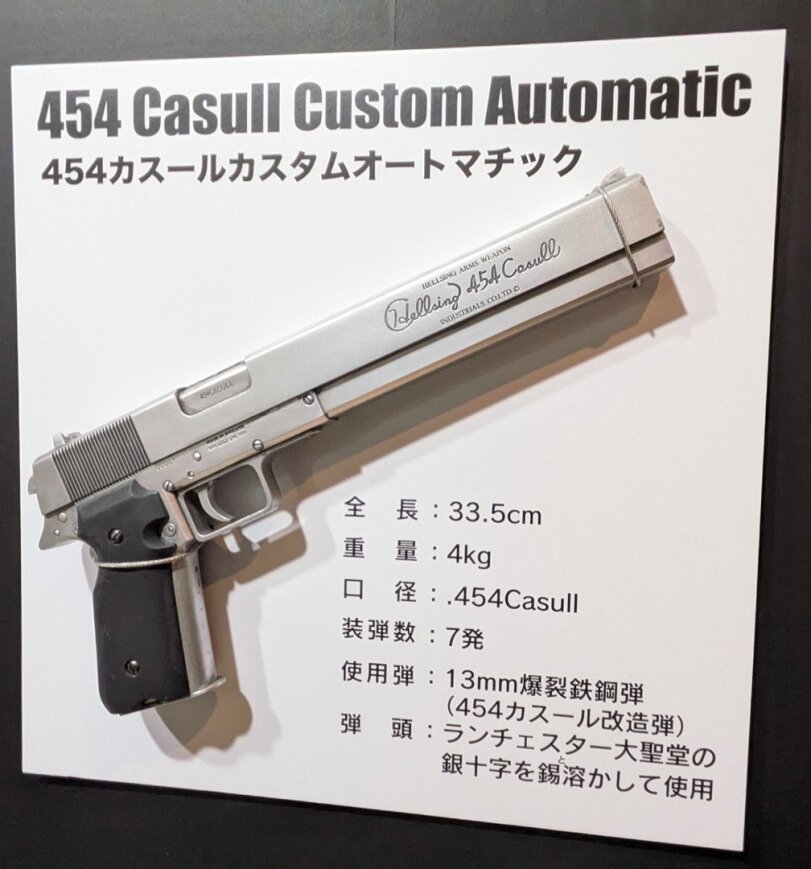 454 Casull Custom Automatic
454カスールカスタムオートマチック
HELLSING ARMS WEAPON
Hellsing 454 Casull
INDUSTRIALS CO.LTD ©
全長：33.5cm
重量：4kg
口径：.454Casull
装弾数：7発
使用弾：13mm爆裂鉄鋼弾
（454カスール改造弾）
弾頭：ランチェスター大聖堂の
と
銀十字を錫溶かして使用